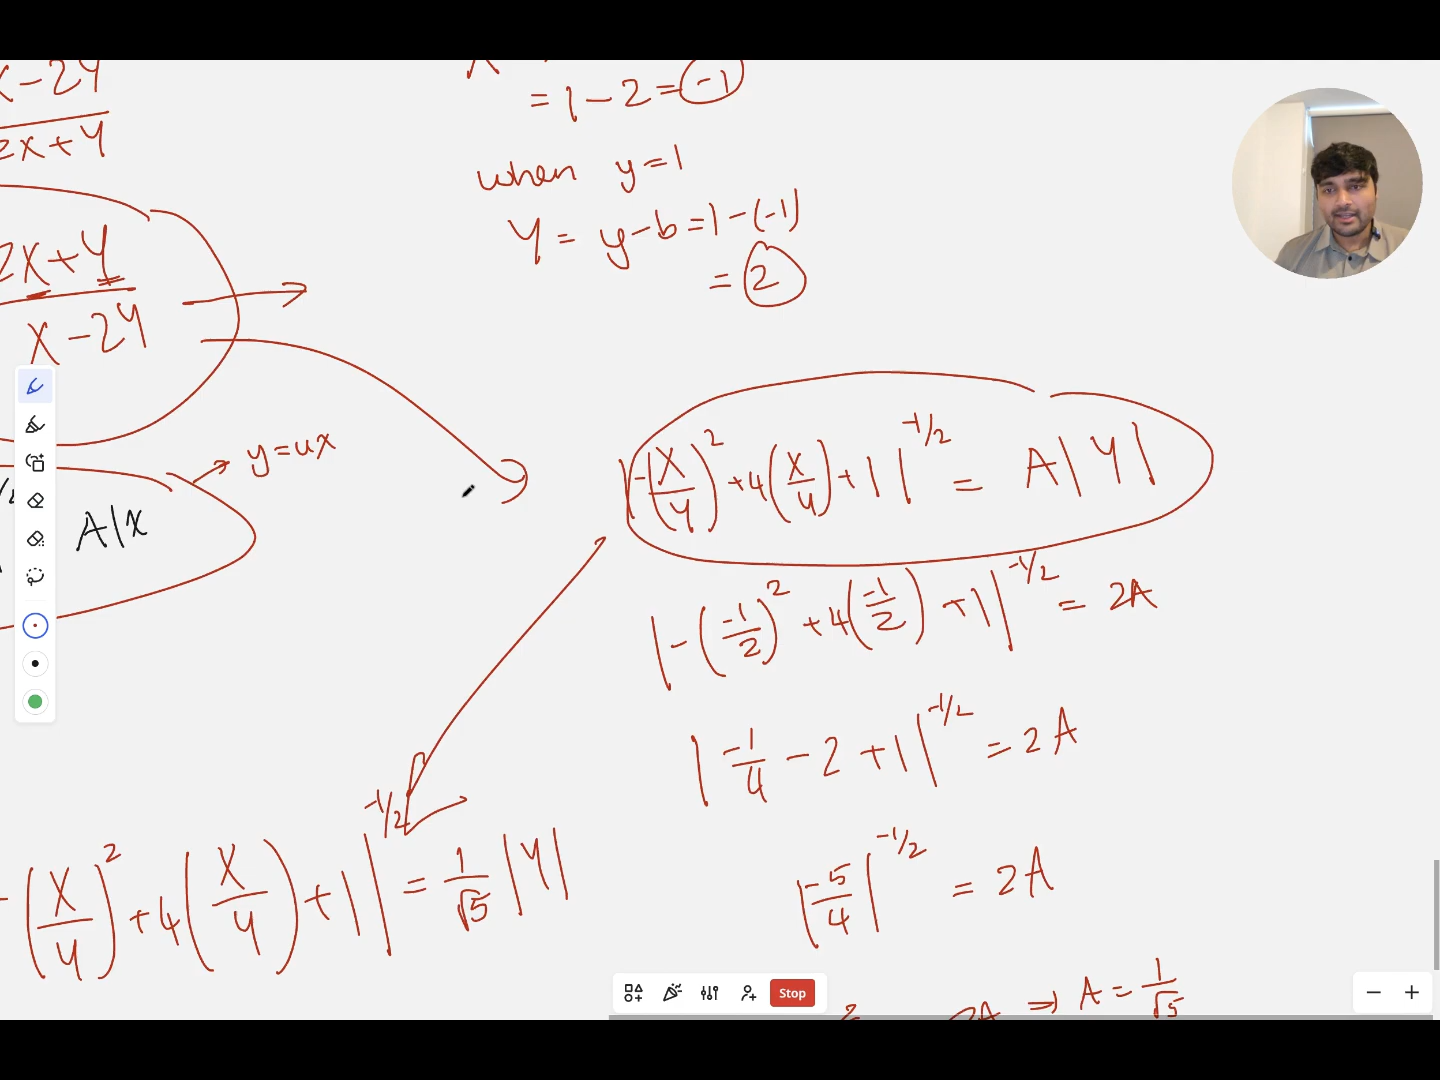 X-2Y
2X+Y
= 1-2 = -1
when y=1
Y = y-b = 1-(-1)
= 2
2X+Y
X-2Y
y=ux
A|x
|-(X/Y)^2 +4(X/Y)+1|^-1/2 = A|Y|
|-(-1/2)^2 +4(-1/2) +1|^-1/2 = 2A
|-1/4 -2 +1|^-1/2 = 2A
|-5/4|^-1/2 = 2A
-(X/Y)^2 +4(X/Y)+1|^-1/2 = 1/√5 |Y|
2A ⇒ A = 1/√5
Stop